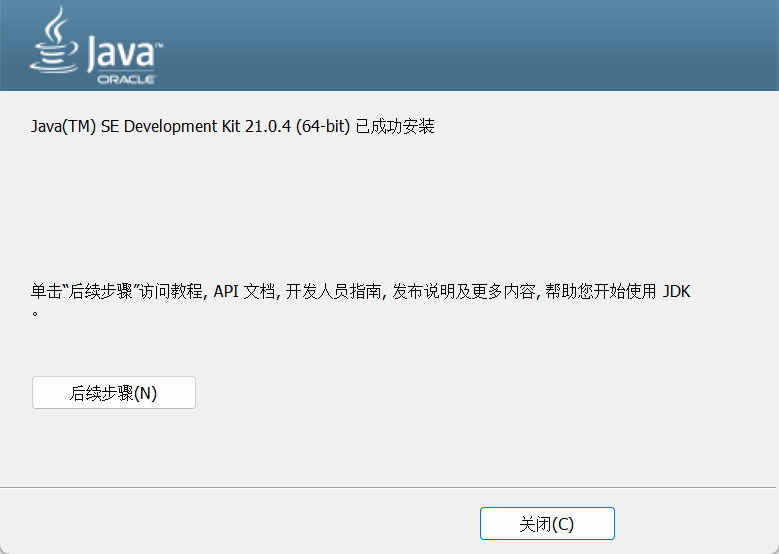 Java™
ORACLE
Java(TM) SE Development Kit 21.0.4 (64-bit) 已成功安装
单击“后续步骤”访问教程, API 文档, 开发人员指南, 发布说明及更多内容, 帮助您开始使用 JDK
。
后续步骤(N)
关闭(C)